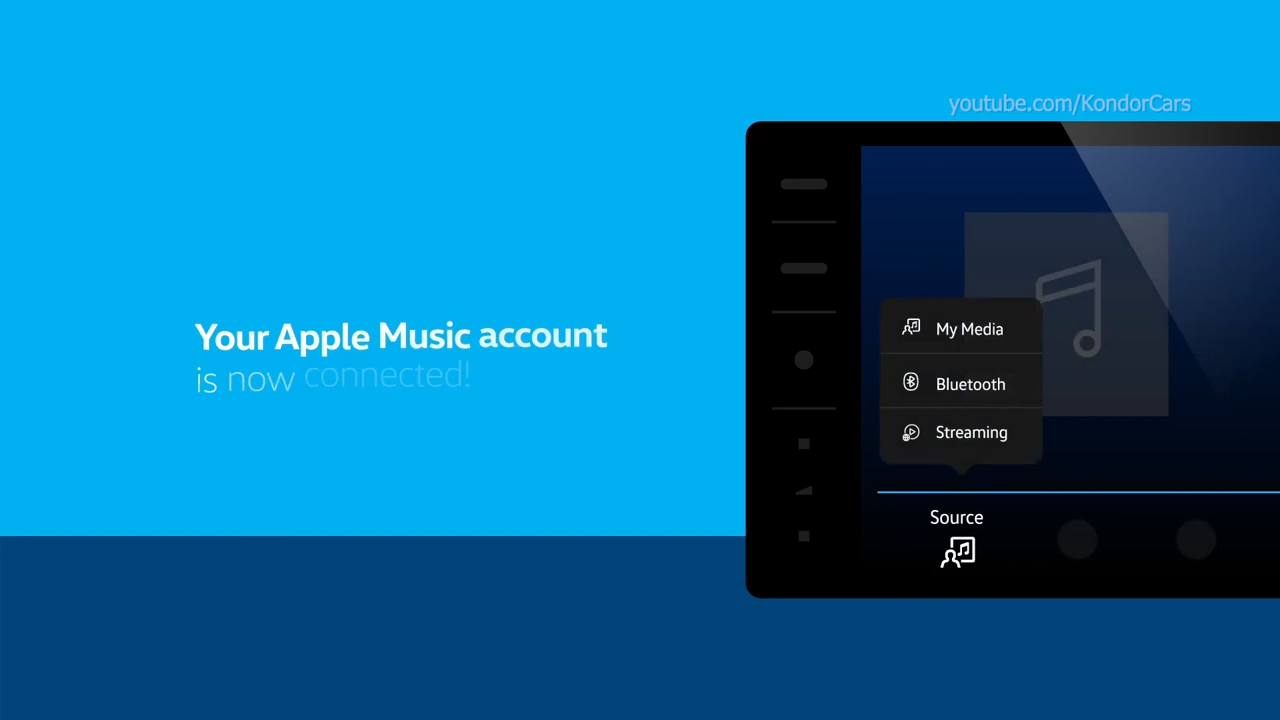 youtube.com/KondorCars
Your Apple Music account
is now connected!
My Media
Bluetooth
Streaming
Source